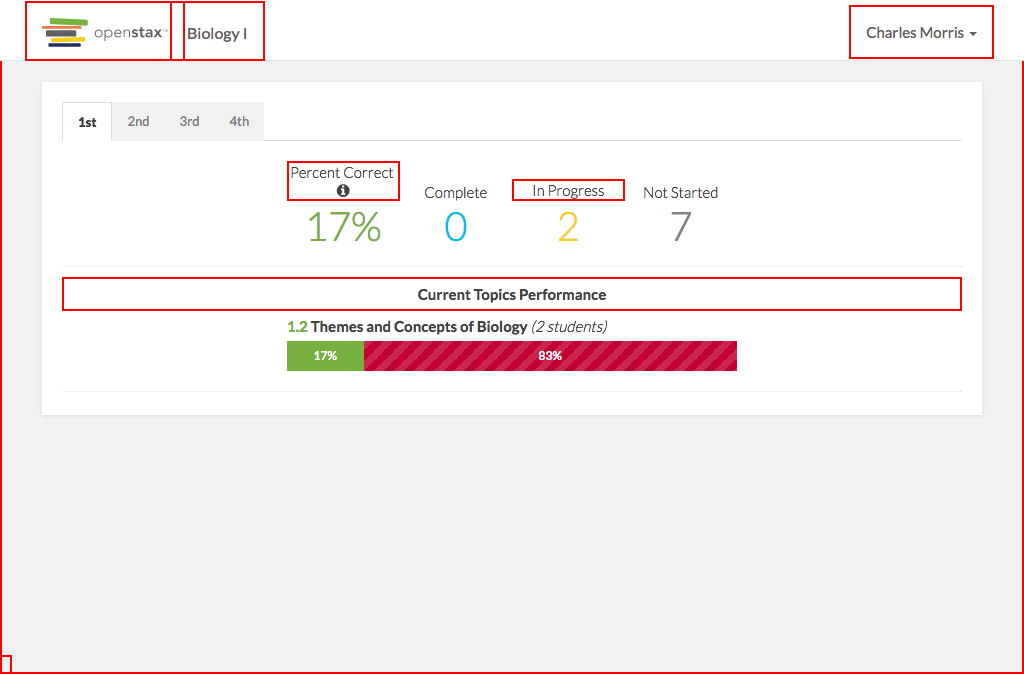 openstax™ Biology I Charles Morris
1st 2nd 3rd 4th
Percent Correct Complete In Progress Not Started
17% 0 2 7
Current Topics Performance
1.2 Themes and Concepts of Biology (2 students)
17% 83%